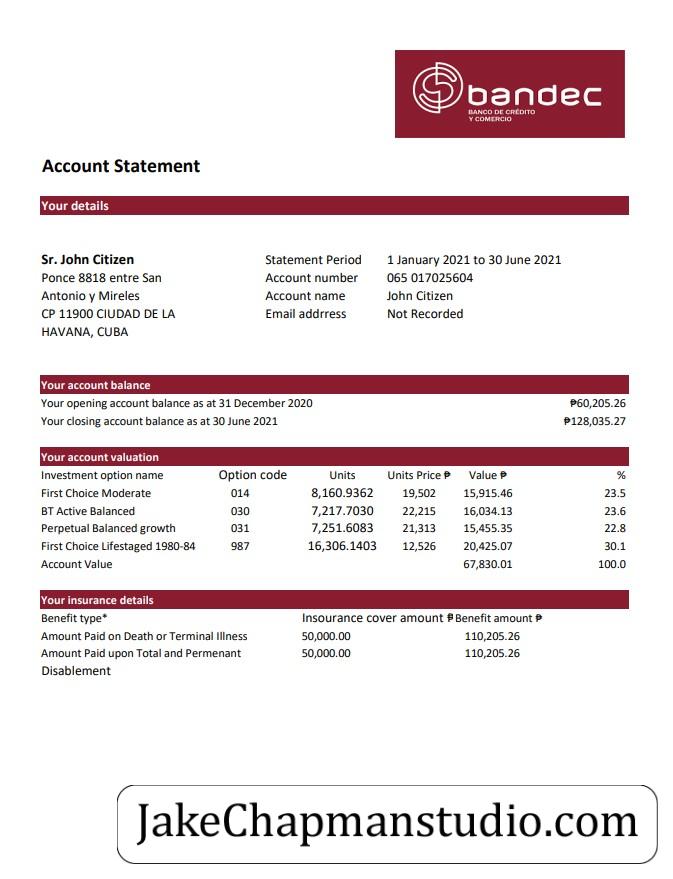 bandec
BANCO DE CRÉDITO
Y COMERCIO
Account Statement
Your details
Sr. John Citizen Statement Period 1 January 2021 to 30 June 2021
Ponce 8818 entre San Account number 065 017025604
Antonio y Mireles Account name John Citizen
CP 11900 CIUDAD DE LA Email addrress Not Recorded
HAVANA, CUBA
Your account balance
Your opening account balance as at 31 December 2020 ₱60,205.26
Your closing account balance as at 30 June 2021 ₱128,035.27
Your account valuation
Investment option name Option code Units Units Price ₱ Value ₱ %
First Choice Moderate 014 8,160.9362 19,502 15,915.46 23.5
BT Active Balanced 030 7,217.7030 22,215 16,034.13 23.6
Perpetual Balanced growth 031 7,251.6083 21,313 15,455.35 22.8
First Choice Lifestaged 1980-84 987 16,306.1403 12,526 20,425.07 30.1
Account Value 67,830.01 100.0
Your insurance details
Benefit type* Insourance cover amount ₱ Benefit amount ₱
Amount Paid on Death or Terminal Illness 50,000.00 110,205.26
Amount Paid upon Total and Permenant 50,000.00 110,205.26
Disablement
JakeChapmanstudio.com